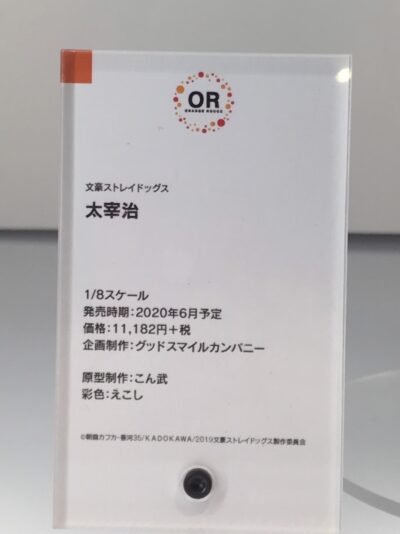 OR
ORANGE ROUGE
文豪ストレイドッグス
太宰治
1/8スケール
発売時期:2020年6月予定
価格:11,182円+税
企画制作:グッドスマイルカンパニー
原型制作:こん武
彩色:えこし
©朝霧カフカ・春河35/KADOKAWA/2019文豪ストレイドッグス製作委員会